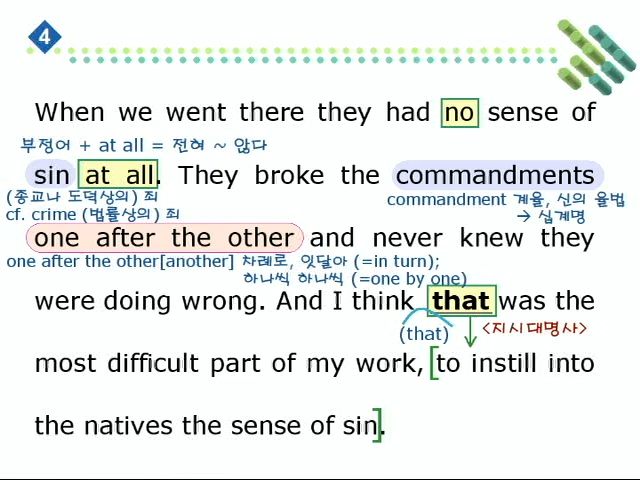 4
When we went there they had no sense of
부정어 + at all = 전혀 ~ 않다
sin at all. They broke the commandments
(종교나 도덕상의) 죄
commandment 계율, 신의 율법
cf. crime (법률상의) 죄
→ 십계명
one after the other and never knew they
one after the other[another] 차례로, 잇달아 (=in turn);
하나씩 하나씩 (=one by one)
were doing wrong. And I think that was the
(that)
<지시대명사>
most difficult part of my work, [to instill into
the natives the sense of sin].